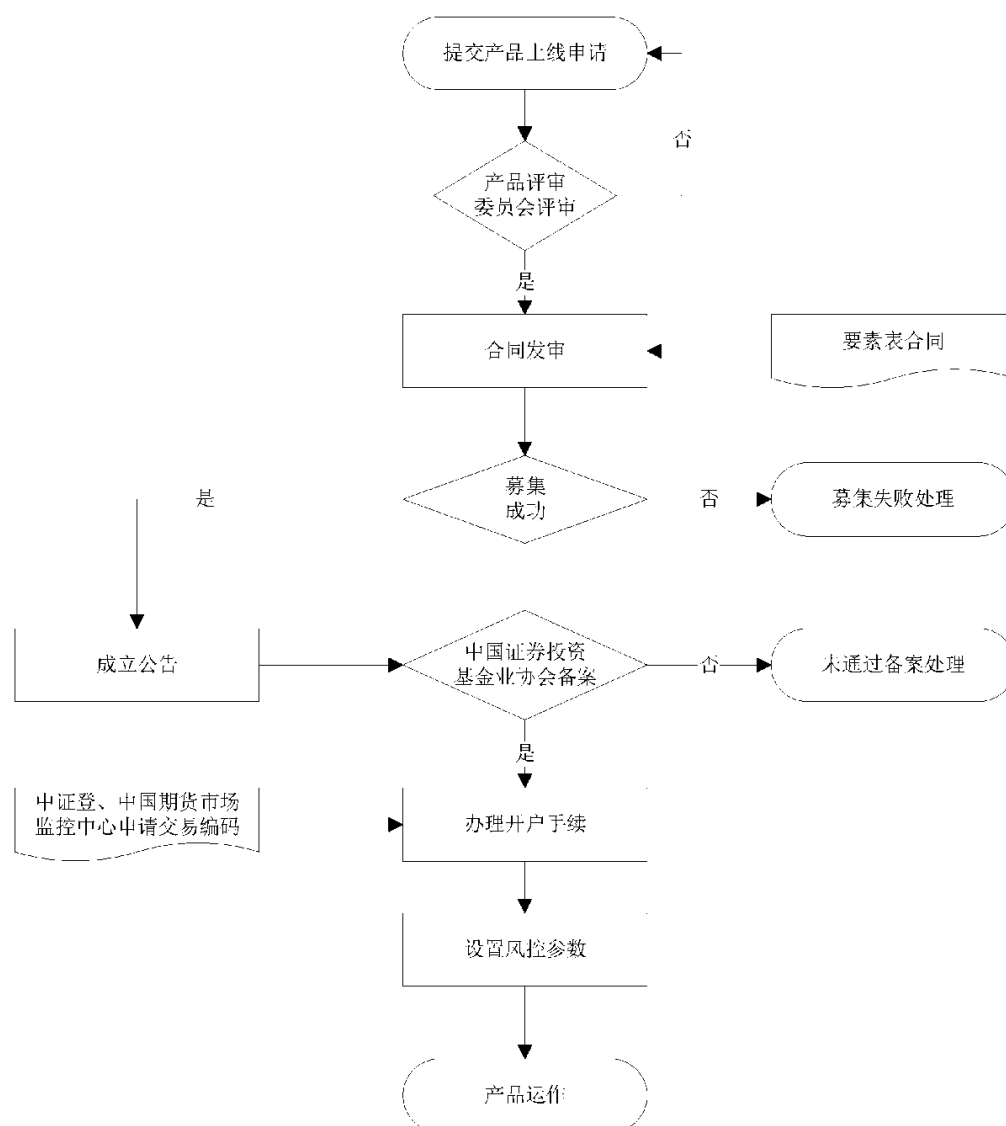 提交产品上线申请
否
产品评审
委员会评审
是
合同发审
要素表合同
是
募集
成功
否
募集失败处理
成立公告
中国证券投资
基金业协会备案
否
未通过备案处理
是
中证登、中国期货市场
监控中心申请交易编码
办理开户手续
设置风控参数
产品运作